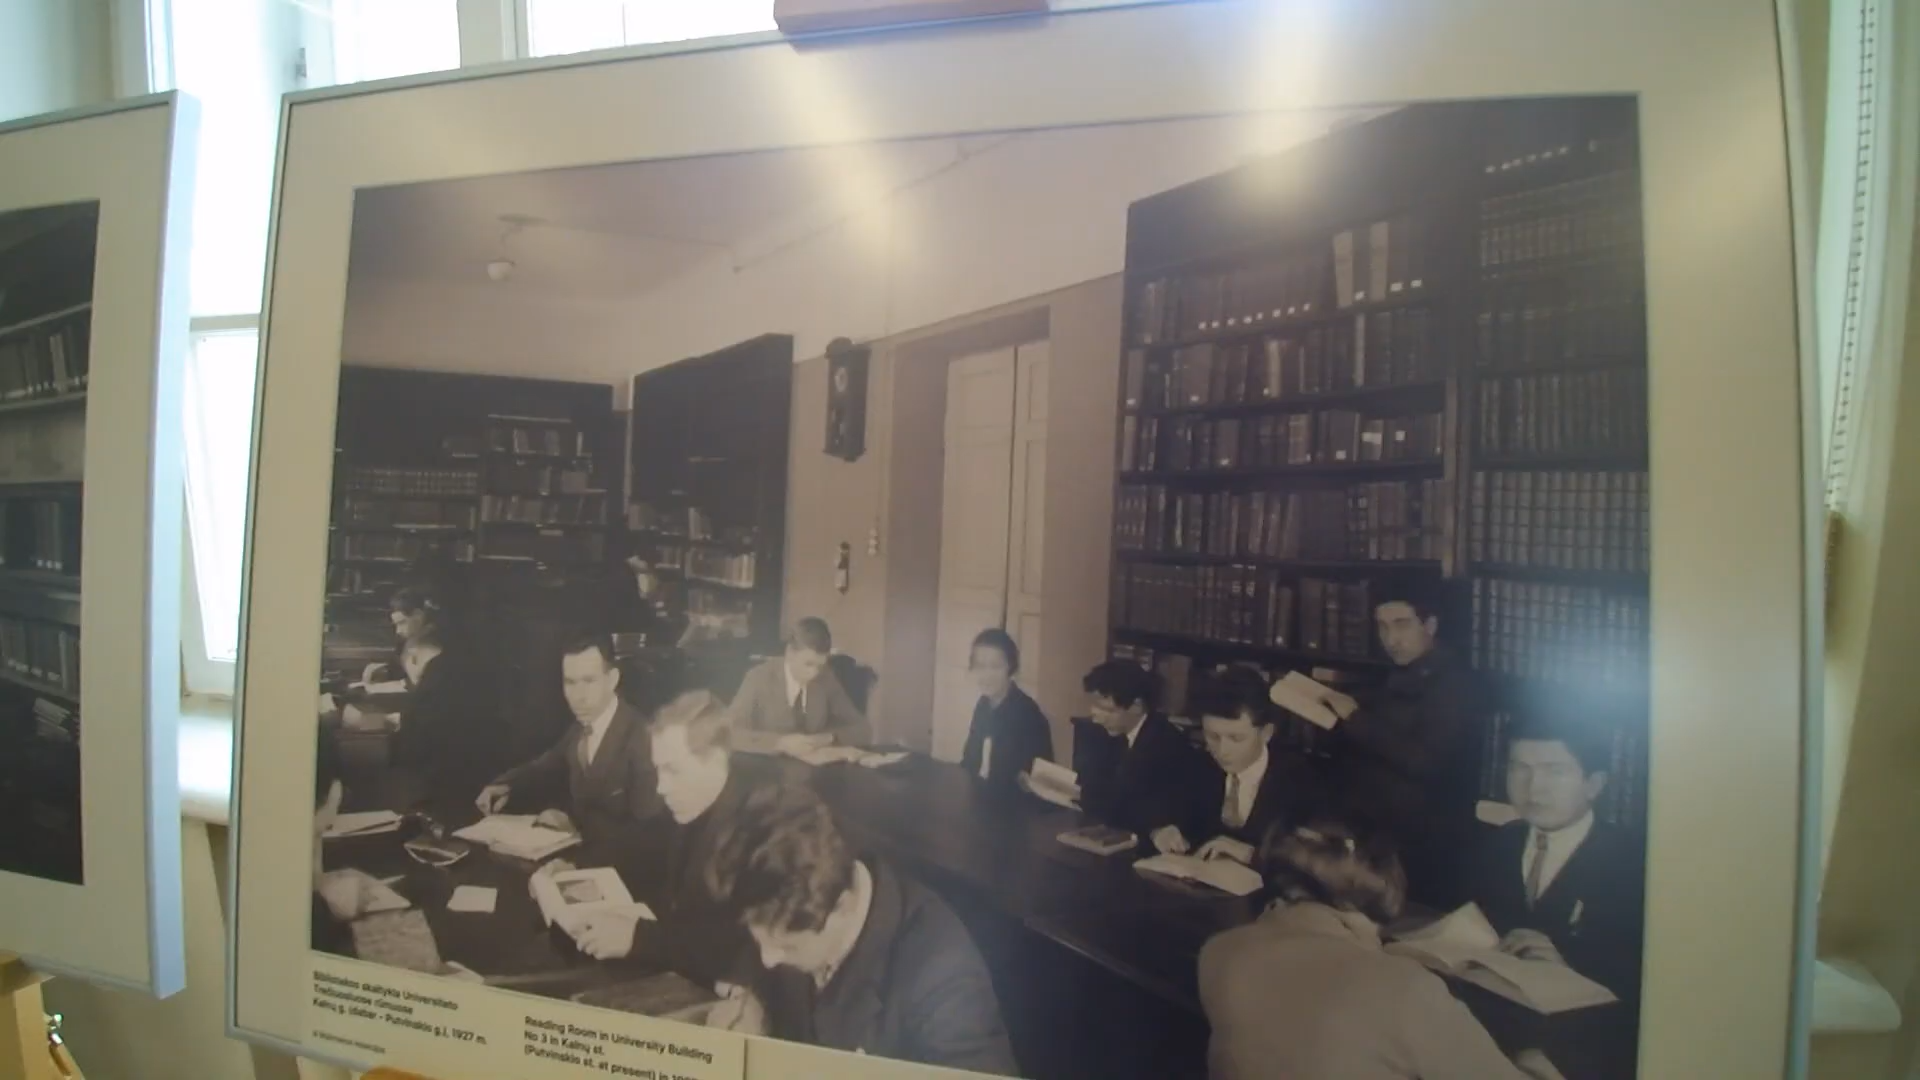 Bibliotekos skaitykla Universiteto
Trečiuosiuose rūmuose
Kalnų g. (dabar - Putvinskio g.), 1927 m.
Reading Room in University Building
No 3 in Kalnų st.
(Putvinskio st. at present) in